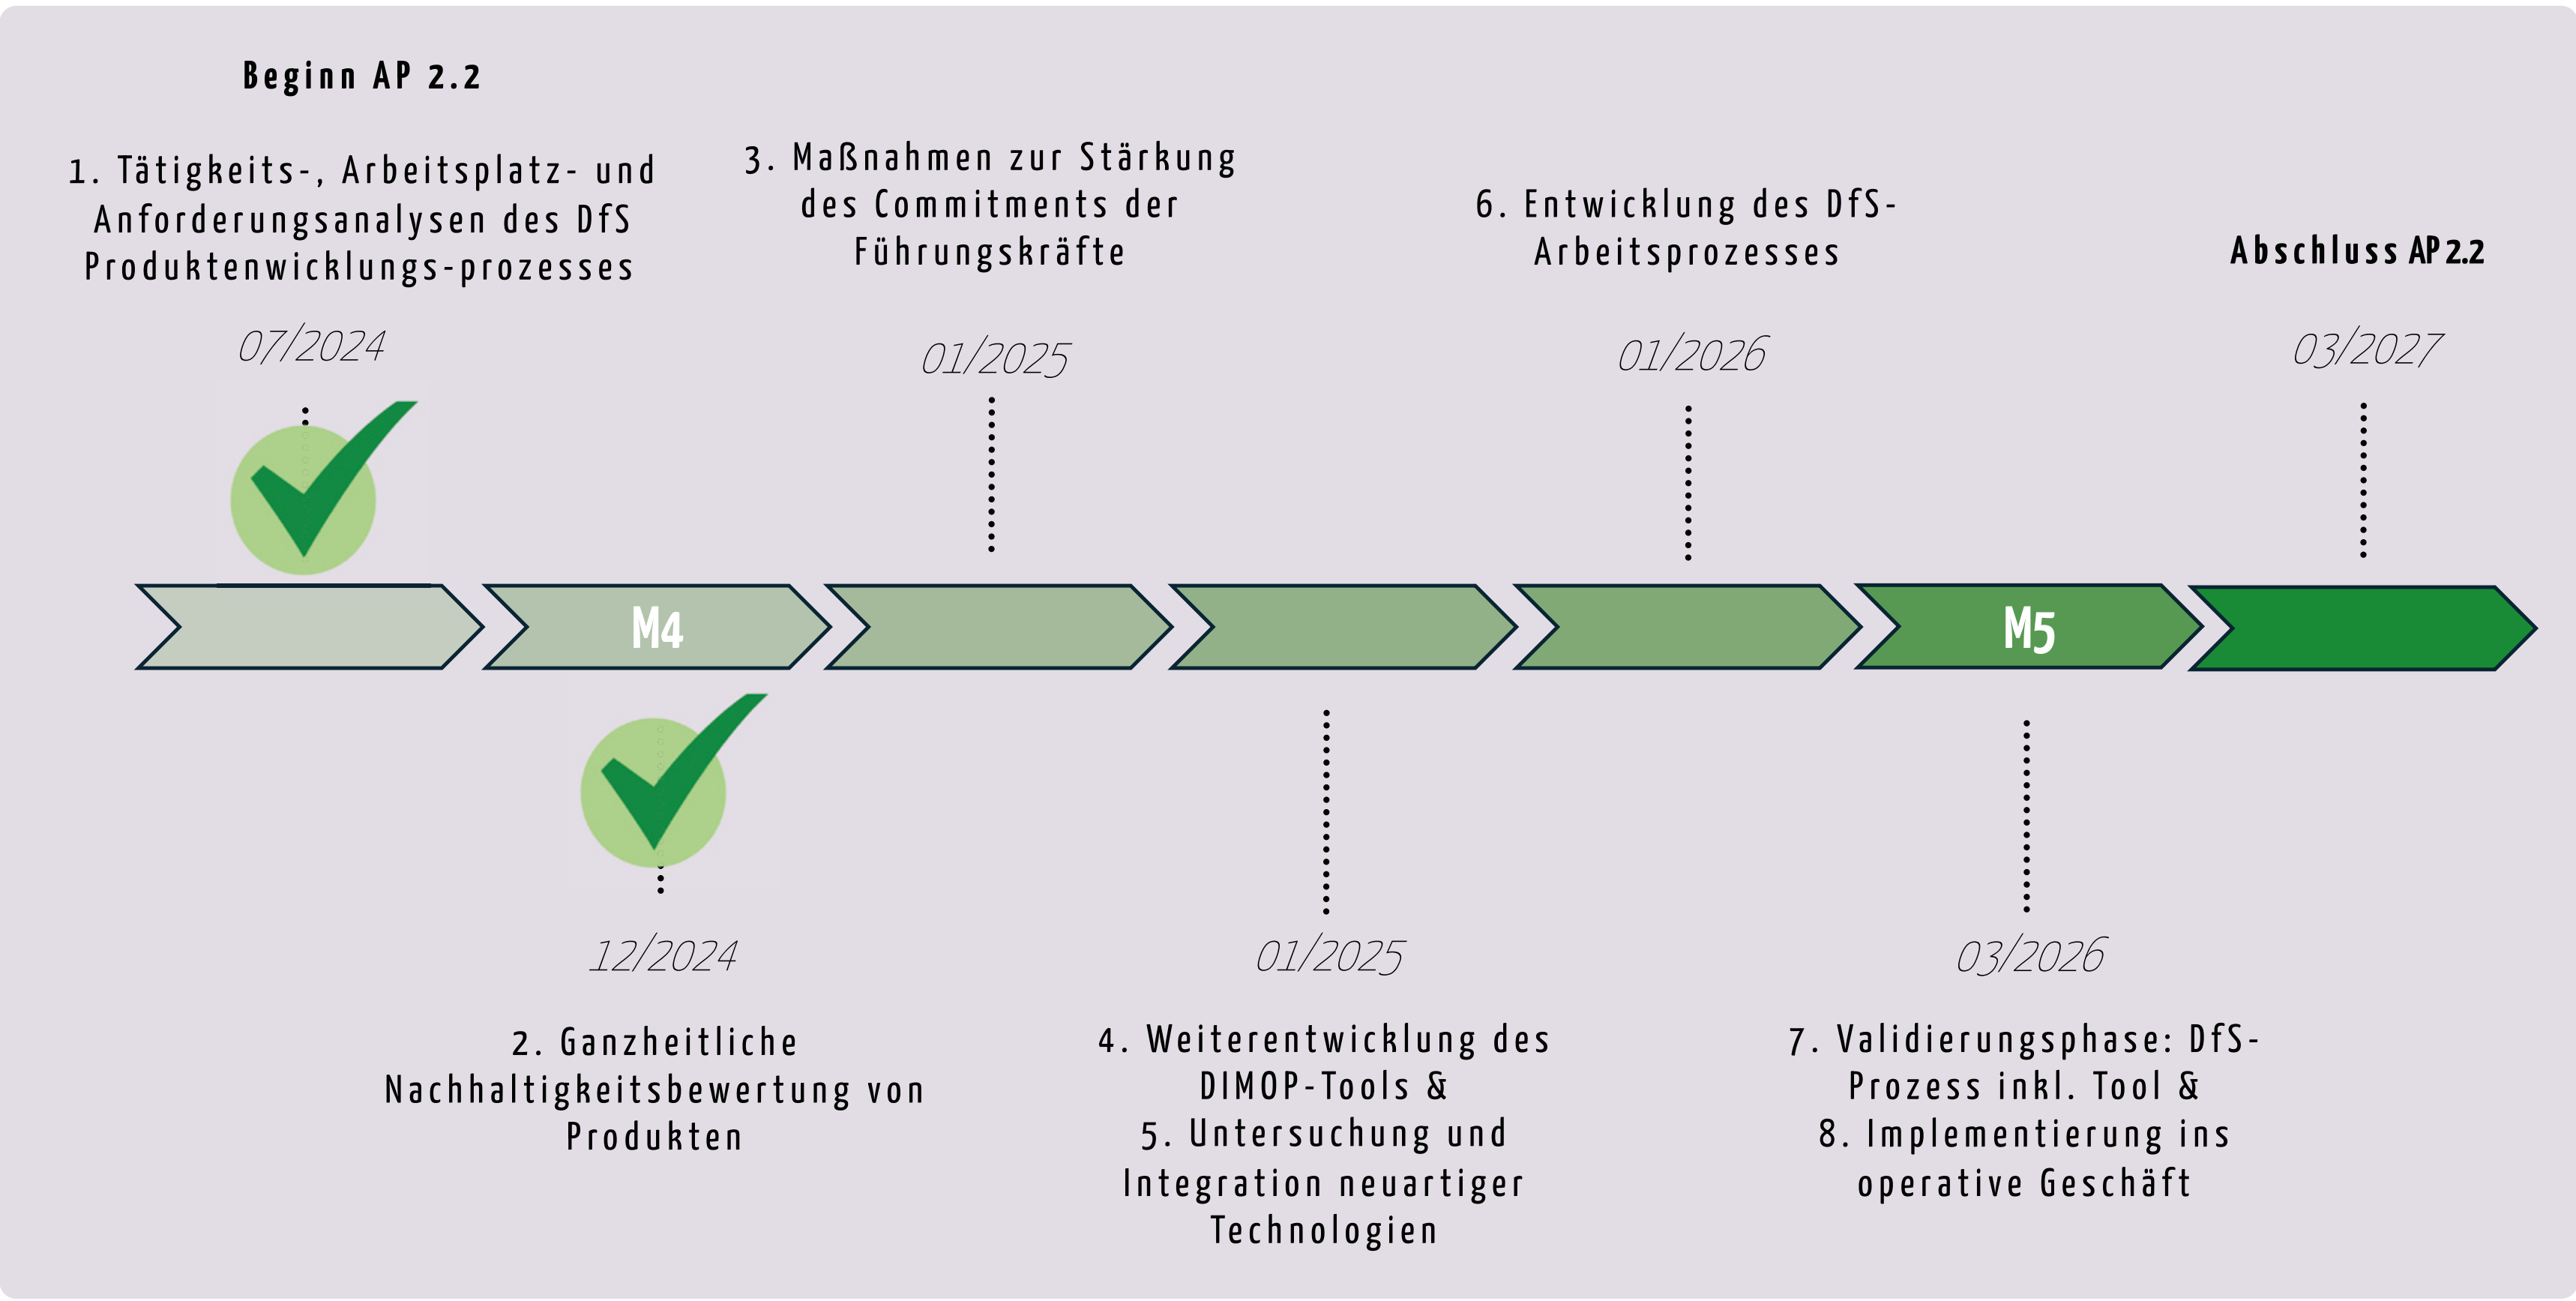 Beginn AP 2.2
1. Tätigkeits-, Arbeitsplatz- und
Anforderungsanalysen des DfS
Produktenwicklungs-prozesses
07/2024
3. Maßnahmen zur Stärkung
des Commitments der
Führungskräfte
01/2025
6. Entwicklung des DfS-
Arbeitsprozesses
01/2026
Abschluss AP 2.2
03/2027
M4
M5
12/2024
2. Ganzheitliche
Nachhaltigkeitsbewertung von
Produkten
01/2025
4. Weiterentwicklung des
DIMOP-Tools &
5. Untersuchung und
Integration neuartiger
Technologien
03/2026
7. Validierungsphase: DfS-
Prozess inkl. Tool &
8. Implementierung ins
operative Geschäft